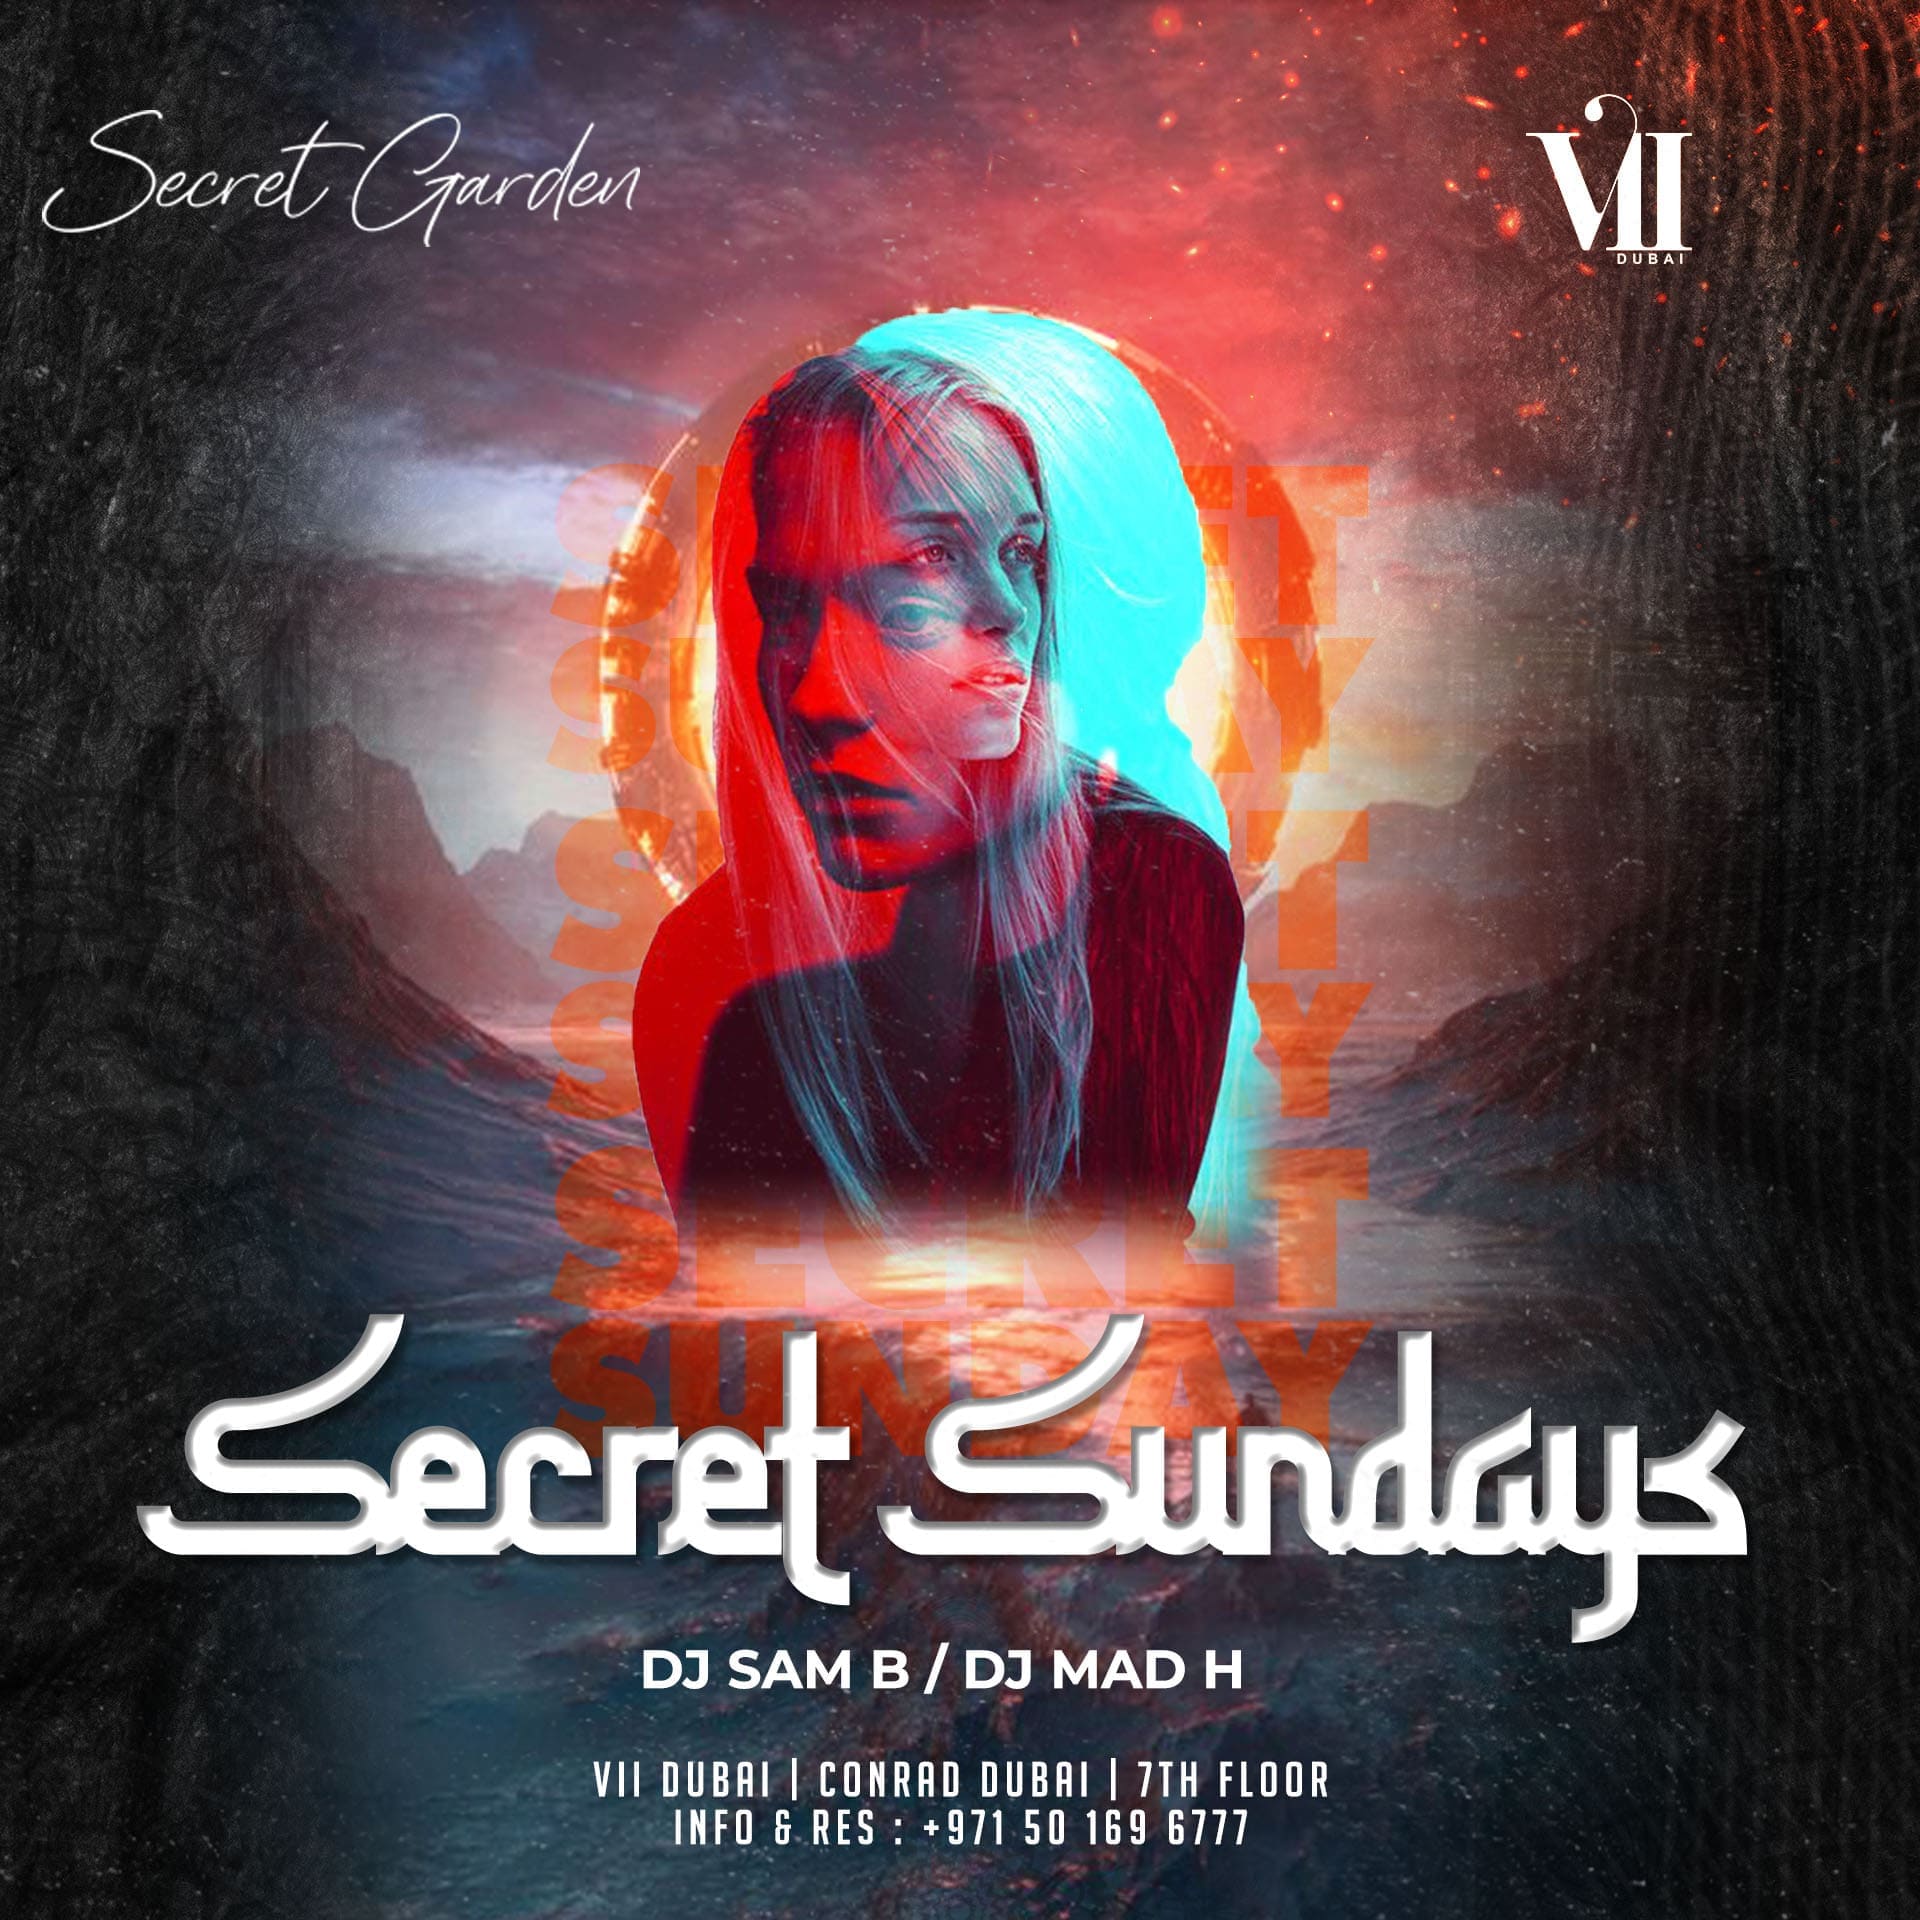 Secret Garden
VII
DUBAI
SECRET
SUNDAY
SECRET
SUNDAY
SECRET
SUNDAY
Secret Sundays
DJ SAM B / DJ MAD H
VII DUBAI | CONRAD DUBAI | 7TH FLOOR
INFO & RES : +971 50 169 6777